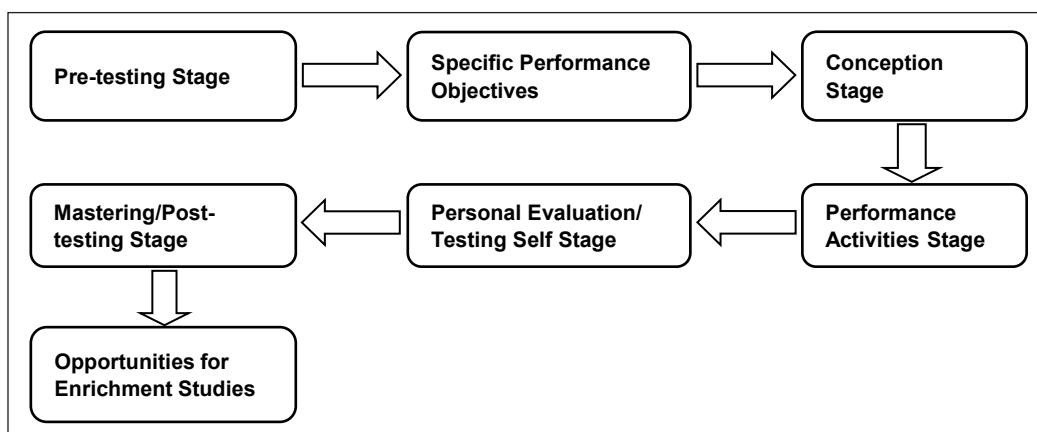 Pre-testing Stage
Specific Performance
Objectives
Conception
Stage
Performance
Activities Stage
Personal Evaluation/
Testing Self Stage
Mastering/Post-
testing Stage
Opportunities for
Enrichment Studies